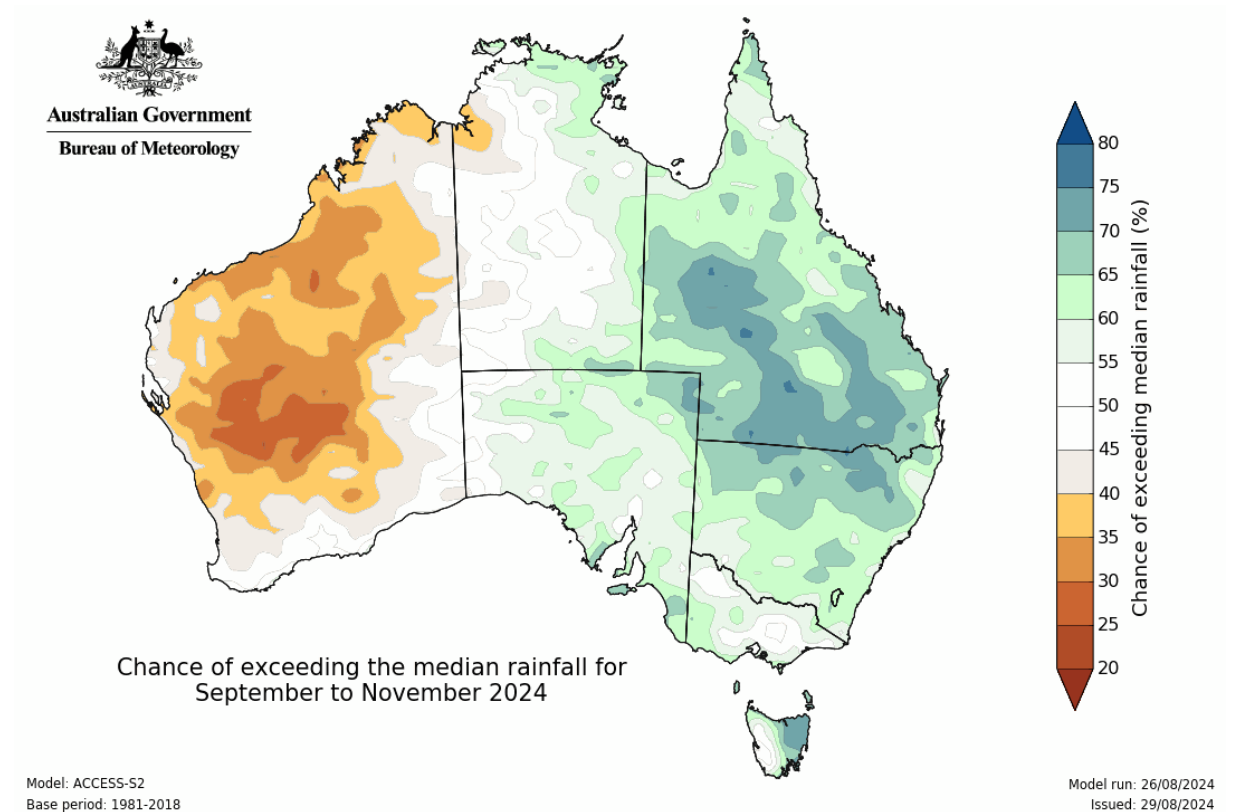 Australian Government
Bureau of Meteorology
80
75
70
65
60
55
50
45
40
35
30
25
20
Chance of exceeding median rainfall (%)
Chance of exceeding the median rainfall for
September to November 2024
Model: ACCESS-S2
Base period: 1981-2018
Model run: 26/08/2024
Issued: 29/08/2024